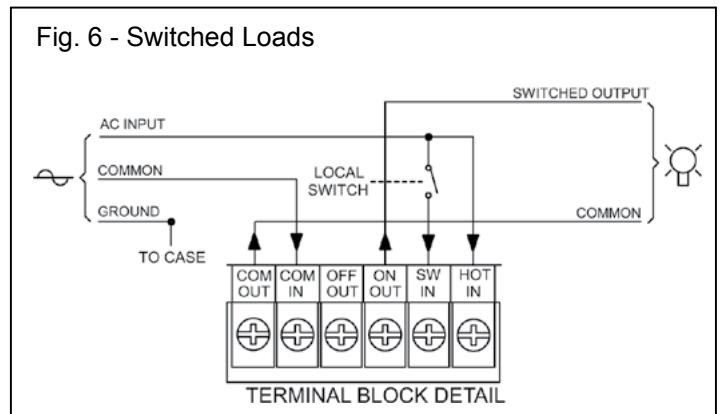 Fig. 6 - Switched Loads
SWITCHED OUTPUT
AC INPUT
COMMON
LOCAL
SWITCH
GROUND
COMMON
TO CASE
COM OUT
COM IN
OFF OUT
ON OUT
SW IN
HOT IN
TERMINAL BLOCK DETAIL